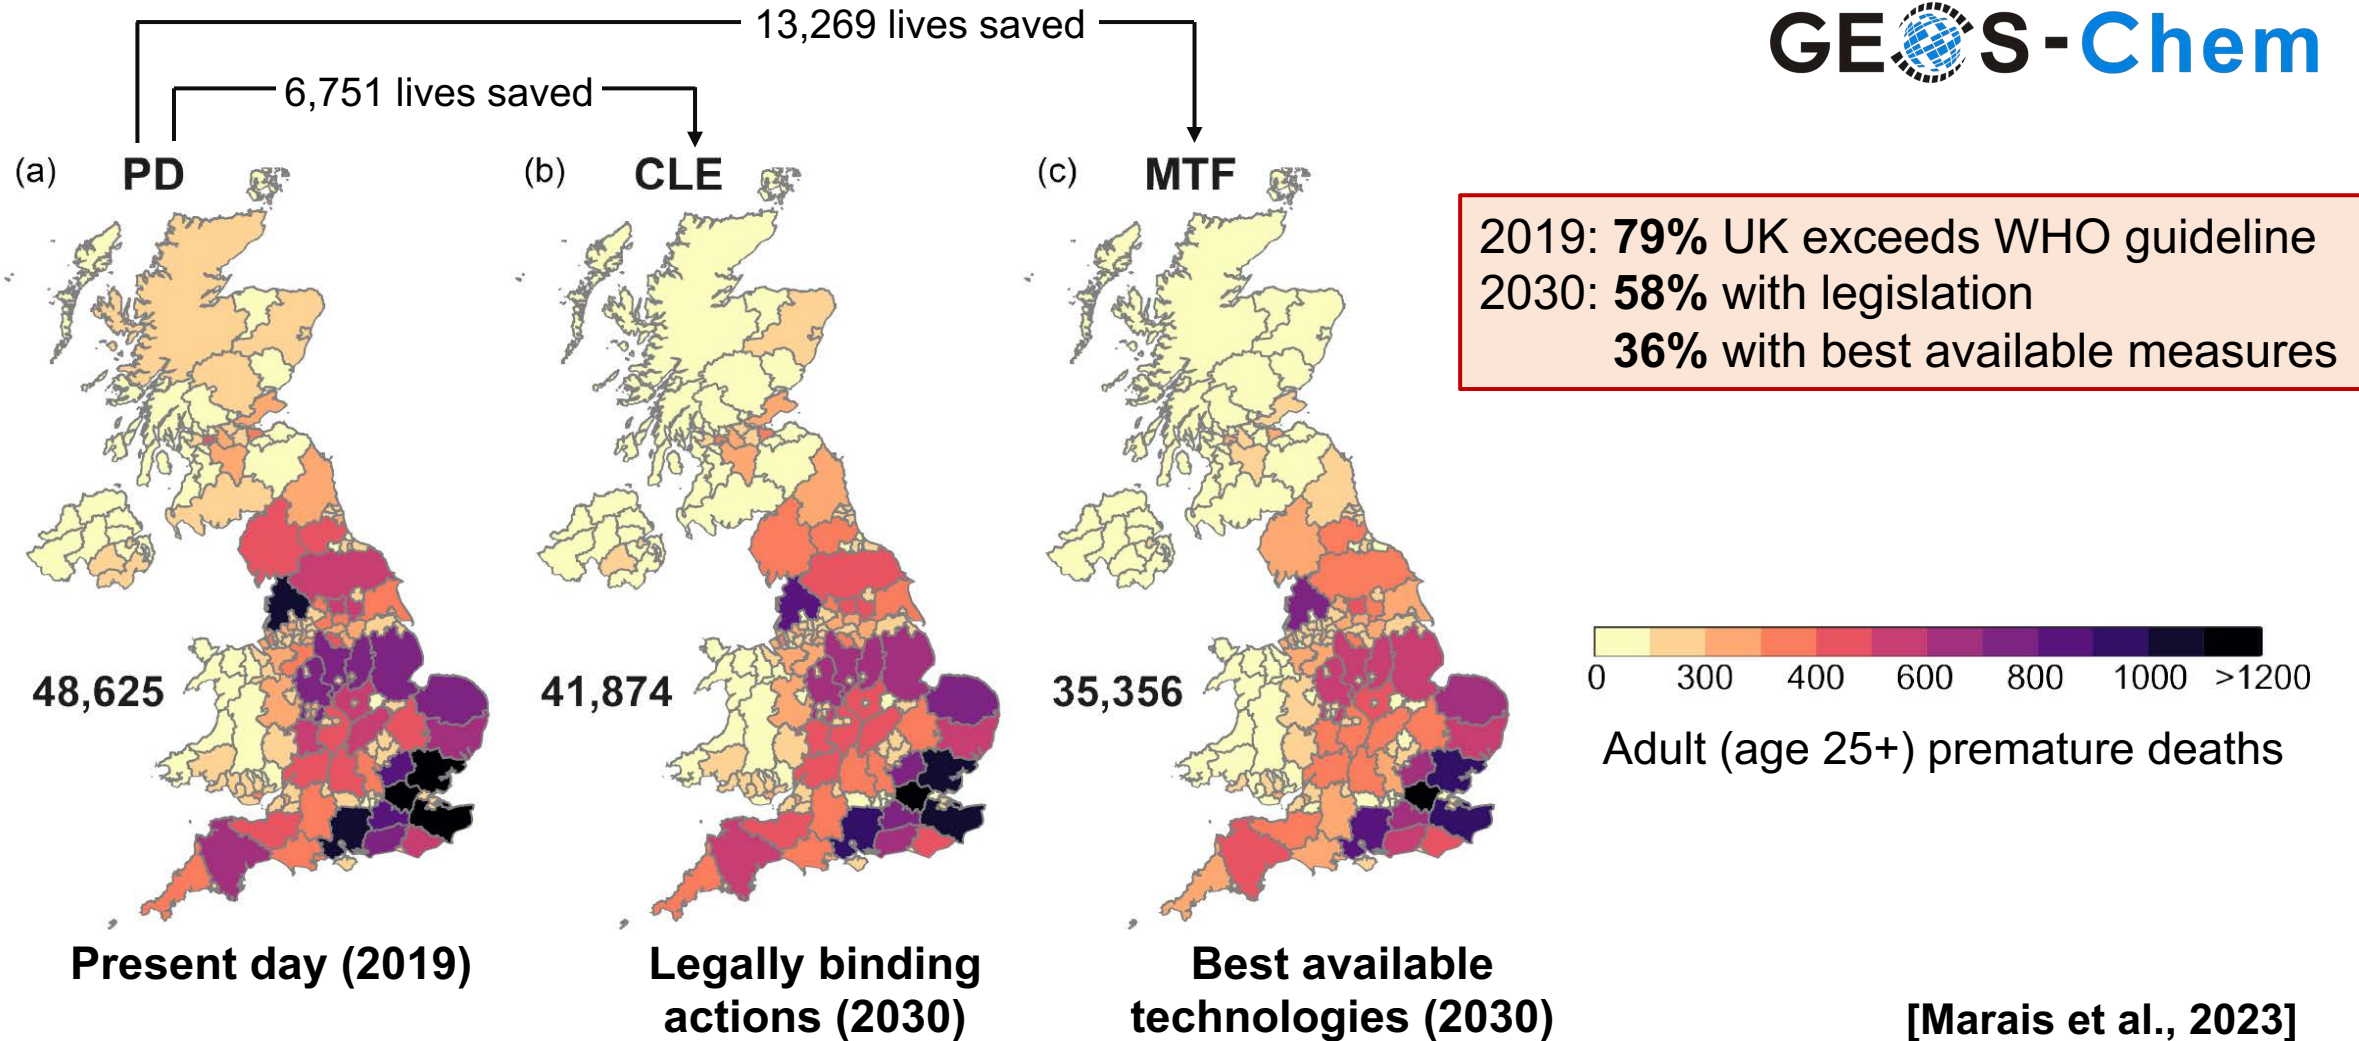 13,269 lives saved
GEOS-Chem
6,751 lives saved
(a) PD
(b) CLE
(c) MTF
2019: 79% UK exceeds WHO guideline
2030: 58% with legislation
36% with best available measures
48,625
41,874
35,356
0 300 400 600 800 1000 >1200
Adult (age 25+) premature deaths
Present day (2019)
Legally binding
actions (2030)
Best available
technologies (2030)
[Marais et al., 2023]